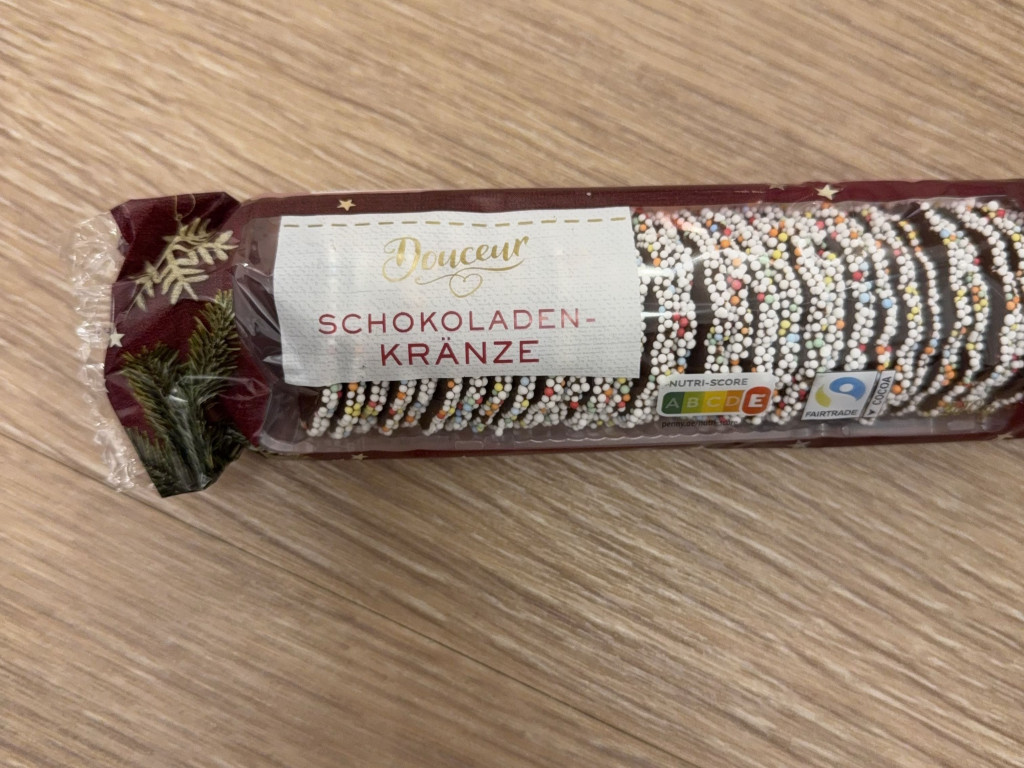 Douceur
SCHOKOLADEN-
KRÄNZE
NUTRI-SCORE
A B C D E
FAIRTRADE
COCOA